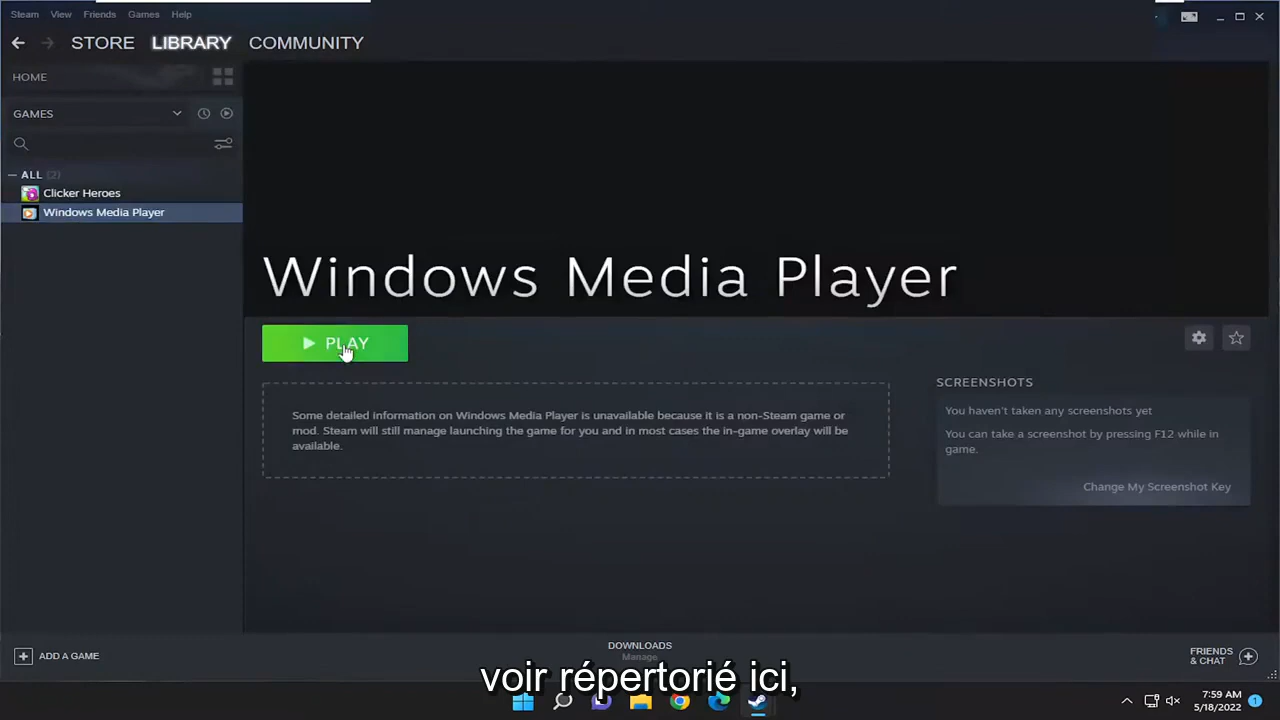 Steam View Friends Games Help
STORE LIBRARY COMMUNITY
HOME
GAMES
ALL (2)
Clicker Heroes
Windows Media Player
Windows Media Player
PLAY
Some detailed information on Windows Media Player is unavailable because it is a non-Steam game or
mod. Steam will still manage launching the game for you and in most cases the in-game overlay will be
available.
SCREENSHOTS
You haven't taken any screenshots yet
You can take a screenshot by pressing F12 while in
game.
Change My Screenshot Key
ADD A GAME
DOWNLOADS
Manage
FRIENDS
& CHAT
voir répertorié ici,
7:59 AM
5/18/2022
1